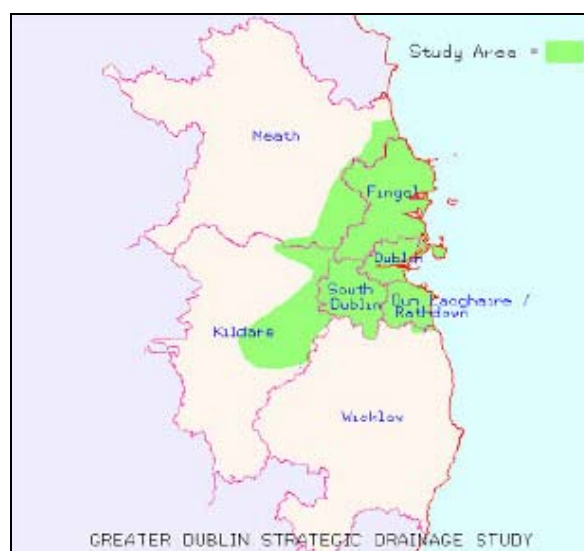 Study Area =
Meath
Fingal
Dublin
South
Dublin
Dun Laoghaire /
Rathdown
Kildare
Wicklow
GREATER DUBLIN STRATEGIC DRAINAGE STUDY